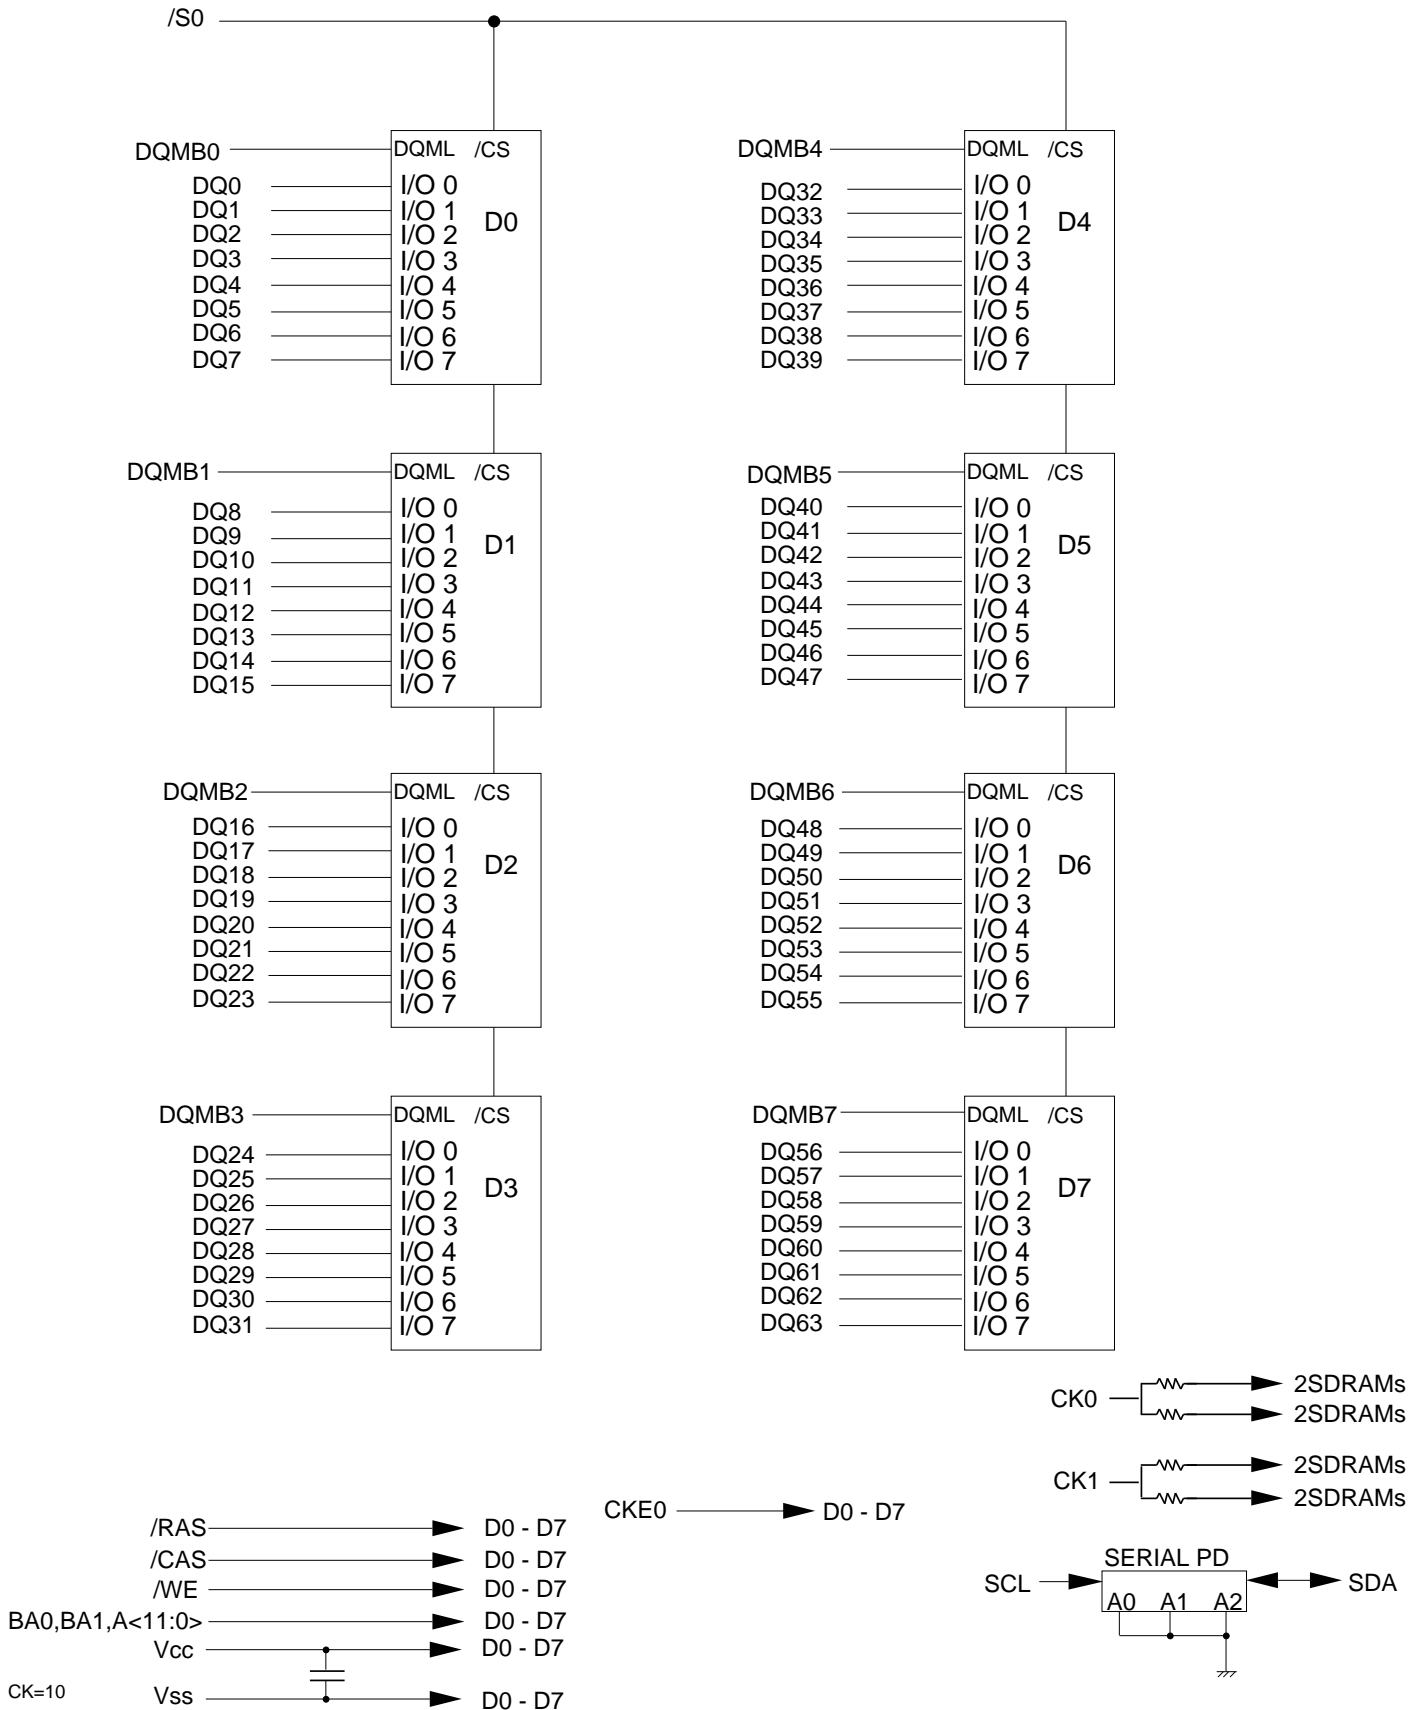 /S0
DQMB0 DQML /CS
DQ0 I/O 0
DQ1 I/O 1
D0
DQ2 I/O 2
DQ3 I/O 3
DQ4 I/O 4
DQ5 I/O 5
DQ6 I/O 6
DQ7 I/O 7
DQMB4 DQML /CS
DQ32 I/O 0
DQ33 I/O 1
D4
DQ34 I/O 2
DQ35 I/O 3
DQ36 I/O 4
DQ37 I/O 5
DQ38 I/O 6
DQ39 I/O 7
DQMB1 DQML /CS
DQ8 I/O 0
DQ9 I/O 1
D1
DQ10 I/O 2
DQ11 I/O 3
DQ12 I/O 4
DQ13 I/O 5
DQ14 I/O 6
DQ15 I/O 7
DQMB5 DQML /CS
DQ40 I/O 0
DQ41 I/O 1
D5
DQ42 I/O 2
DQ43 I/O 3
DQ44 I/O 4
DQ45 I/O 5
DQ46 I/O 6
DQ47 I/O 7
DQMB2 DQML /CS
DQ16 I/O 0
DQ17 I/O 1
D2
DQ18 I/O 2
DQ19 I/O 3
DQ20 I/O 4
DQ21 I/O 5
DQ22 I/O 6
DQ23 I/O 7
DQMB6 DQML /CS
DQ48 I/O 0
DQ49 I/O 1
D6
DQ50 I/O 2
DQ51 I/O 3
DQ52 I/O 4
DQ53 I/O 5
DQ54 I/O 6
DQ55 I/O 7
DQMB3 DQML /CS
DQ24 I/O 0
DQ25 I/O 1
D3
DQ26 I/O 2
DQ27 I/O 3
DQ28 I/O 4
DQ29 I/O 5
DQ30 I/O 6
DQ31 I/O 7
DQMB7 DQML /CS
DQ56 I/O 0
DQ57 I/O 1
D7
DQ58 I/O 2
DQ59 I/O 3
DQ60 I/O 4
DQ61 I/O 5
DQ62 I/O 6
DQ63 I/O 7
CK0 2SDRAMs
2SDRAMs
CK1 2SDRAMs
2SDRAMs
CKE0 D0 - D7
/RAS D0 - D7
/CAS D0 - D7
/WE D0 - D7
BA0,BA1,A<11:0> D0 - D7
Vcc D0 - D7
Vss D0 - D7
CK=10
SERIAL PD
SCL SDA
A0 A1 A2